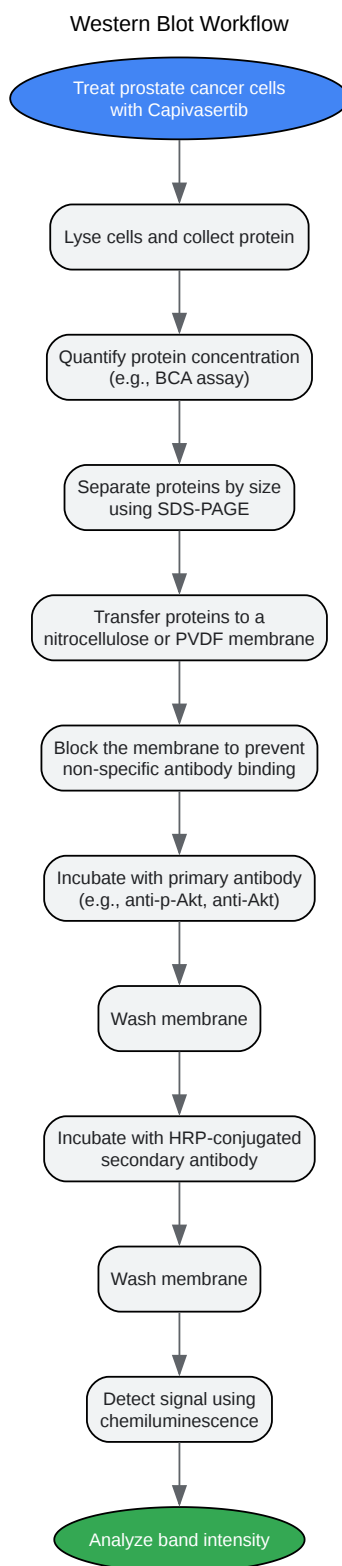 Western Blot Workflow
Treat prostate cancer cells
with Capivasertib
Lyse cells and collect protein
Quantify protein concentration
(e.g., BCA assay)
Separate proteins by size
using SDS-PAGE
Transfer proteins to a
nitrocellulose or PVDF membrane
Block the membrane to prevent
non-specific antibody binding
Incubate with primary antibody
(e.g., anti-p-Akt, anti-Akt)
Wash membrane
Incubate with HRP-conjugated
secondary antibody
Wash membrane
Detect signal using
chemiluminescence
Analyze band intensity